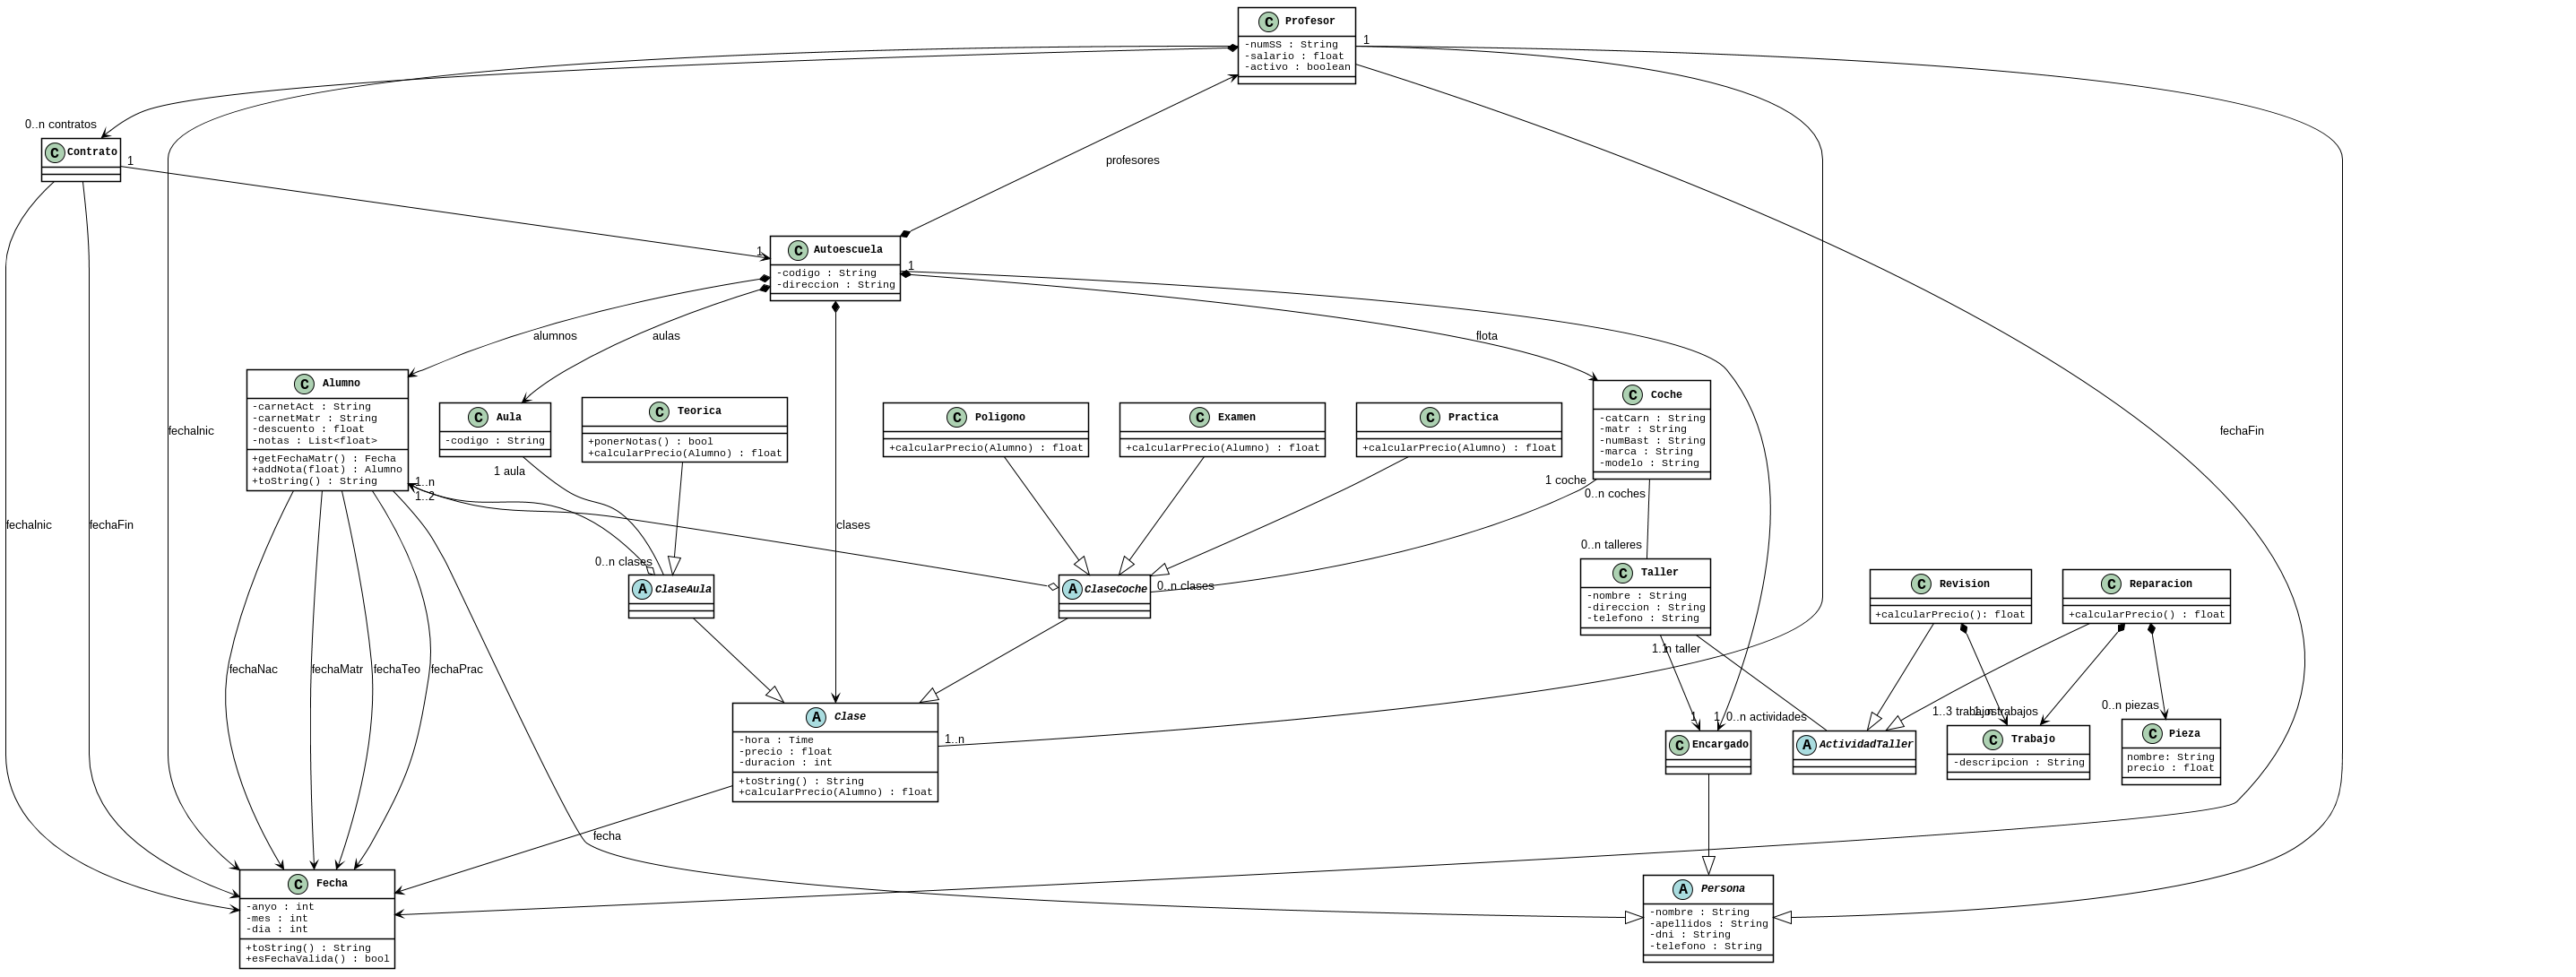 C Profesor
-numSS : String
-salario : float
-activo : boolean
1
0..n contratos
C Contrato
1
profesores
1
C Autoescuela
-codigo : String
-direccion : String
1
alumnos
aulas
flota
C Alumno
-carnetAct : String
-carnetMatr : String
-descuento : float
-notas : List<float>
+getFechaMatr() : Fecha
+addNota(float) : Alumno
+toString() : String
C Aula
-codigo : String
C Teorica
+ponerNotas() : bool
+calcularPrecio(Alumno) : float
C Poligono
+calcularPrecio(Alumno) : float
C Examen
+calcularPrecio(Alumno) : float
C Practica
+calcularPrecio(Alumno) : float
C Coche
-catCarn : String
-matr : String
-numBast : String
-marca : String
-modelo : String
fechaInic
fechaFin
1 aula
1..n
1..2
1 coche
0..n coches
fechaInic
fechaFin
clases
0..n talleres
0..n clases
A ClaseAula
A ClaseCoche
0..n clases
C Taller
-nombre : String
-direccion : String
-telefono : String
C Revision
+calcularPrecio(): float
C Reparacion
+calcularPrecio() : float
1..n
1 taller
fechaNac
fechaMatr
fechaTeo
fechaPrac
1
1
0..n actividades
1..3 trabajos
1..n trabajos
0..n piezas
A Clase
-hora : Time
-precio : float
-duracion : int
+toString() : String
+calcularPrecio(Alumno) : float
1..n
C Encargado
A ActividadTaller
C Trabajo
-descripcion : String
C Pieza
nombre: String
precio : float
fecha
C Fecha
-anyo : int
-mes : int
-dia : int
+toString() : String
+esFechaValida() : bool
A Persona
-nombre : String
-apellidos : String
-dni : String
-telefono : String